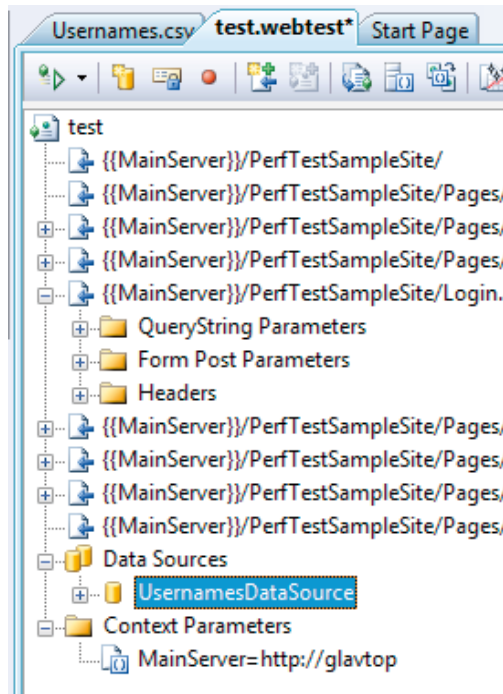 Usernames.csv test.webtest* Start Page
test
{{MainServer}}/PerfTestSampleSite/
{{MainServer}}/PerfTestSampleSite/Pages/
{{MainServer}}/PerfTestSampleSite/Pages/
{{MainServer}}/PerfTestSampleSite/Pages/
{{MainServer}}/PerfTestSampleSite/Login.
QueryString Parameters
Form Post Parameters
Headers
{{MainServer}}/PerfTestSampleSite/Pages/
{{MainServer}}/PerfTestSampleSite/Pages/
{{MainServer}}/PerfTestSampleSite/Pages/
{{MainServer}}/PerfTestSampleSite/Pages/
Data Sources
UsernamesDataSource
Context Parameters
MainServer=http://glavtop